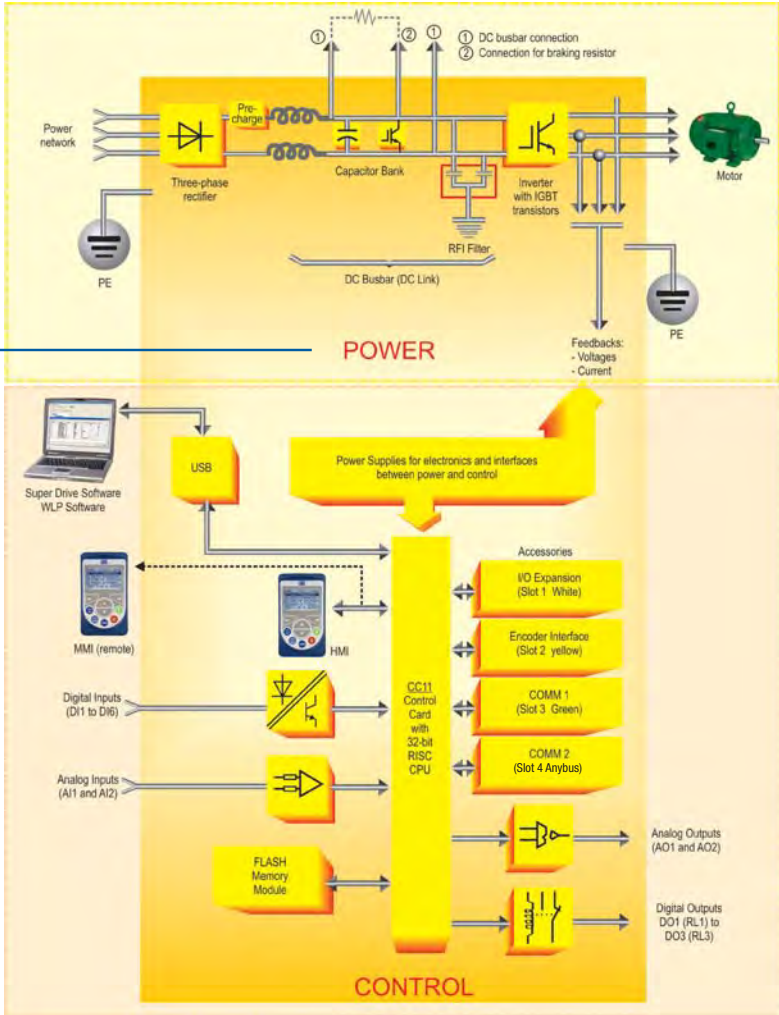 ① ② ①
① DC busbar connection
② Connection for braking resistor
Power
network
Pre-
charge
Three-phase
rectifier
Capacitor Bank
Inverter
with IGBT
transistors
Motor
RFI Filter
PE
DC Busbar (DC Link)
PE
POWER
Feedbacks:
- Voltages
- Current
Super Drive Software
WLP Software
USB
Power Supplies for electronics and interfaces
between power and control
Accessories
I/O Expansion
(Slot 1 White)
MMI (remote)
HMI
Encoder Interface
(Slot 2 yellow)
Digital Inputs
(DI1 to DI6)
CC11
Control
Card
with
32-bit
RISC
CPU
COMM 1
(Slot 3 Green)
COMM 2
(Slot 4 Anybus)
Analog Inputs
(AI1 and AI2)
Analog Outputs
(AO1 and AO2)
FLASH
Memory
Module
Digital Outputs
DO1 (RL1) to
DO3 (RL3)
CONTROL